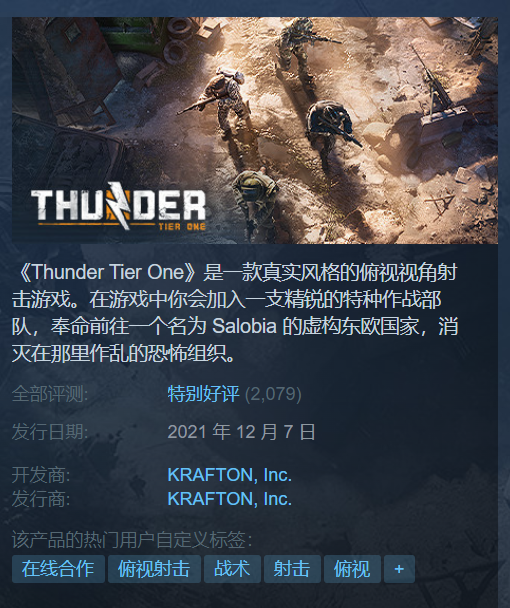 THUNDER
TIER ONE
《Thunder Tier One》是一款真实风格的俯视视角射
击游戏。在游戏中你会加入一支精锐的特种作战部
队，奉命前往一个名为 Salobia 的虚构东欧国家，消
灭在那里作乱的恐怖组织。
全部评测: 特别好评 (2,079)
发行日期: 2021 年 12 月 7 日
开发商: KRAFTON, Inc.
发行商: KRAFTON, Inc.
该产品的热门用户自定义标签:
在线合作 俯视射击 战术 射击 俯视 +